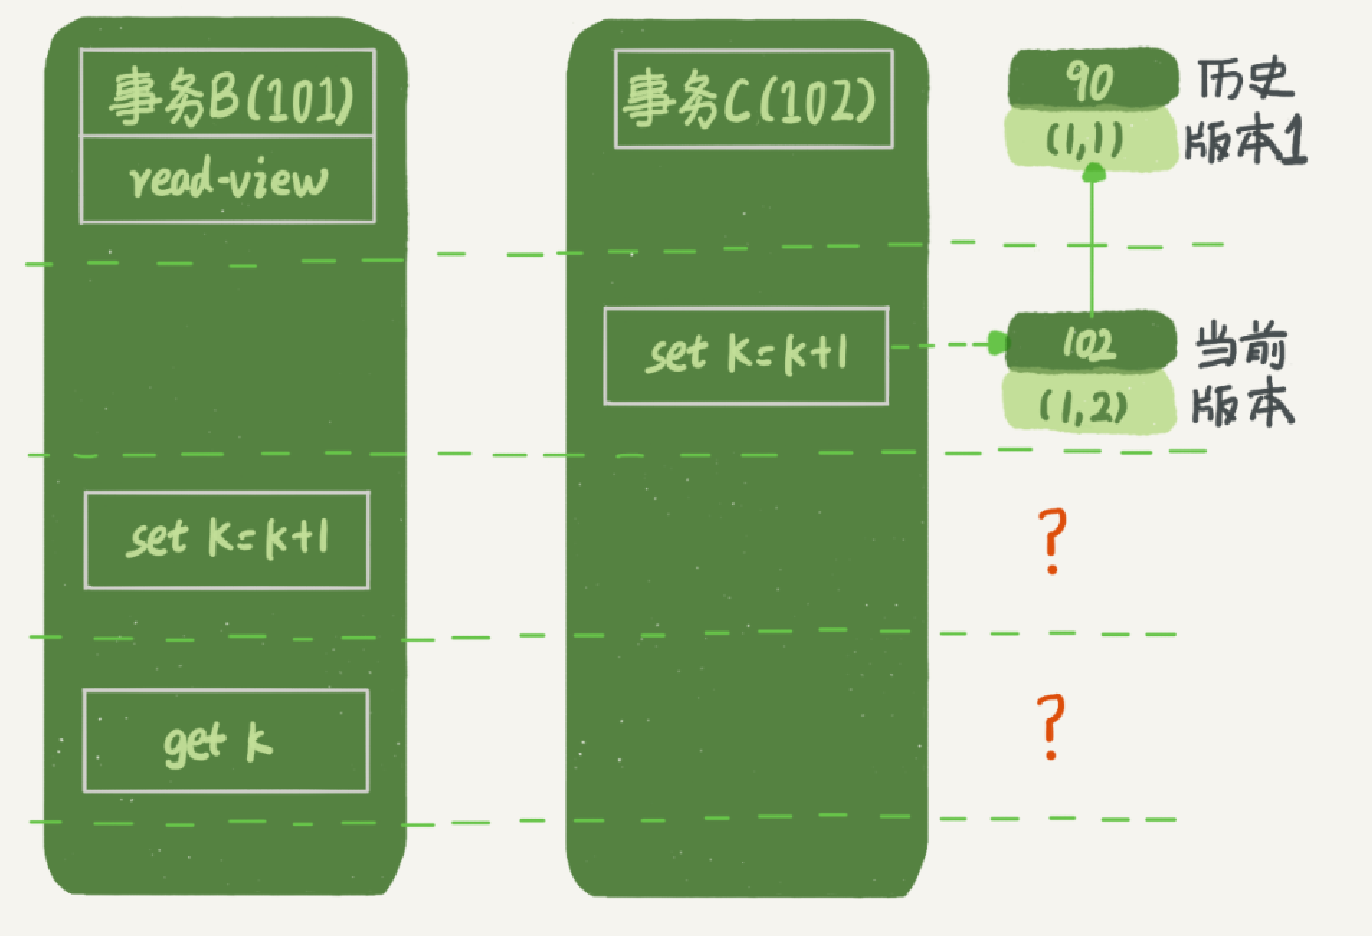 事务B(101)
read-view
事务C(102)
90
(1,1)
历史
版本1
set k=k+1
102
(1,2)
当前
版本
set k=k+1
?
get k
?